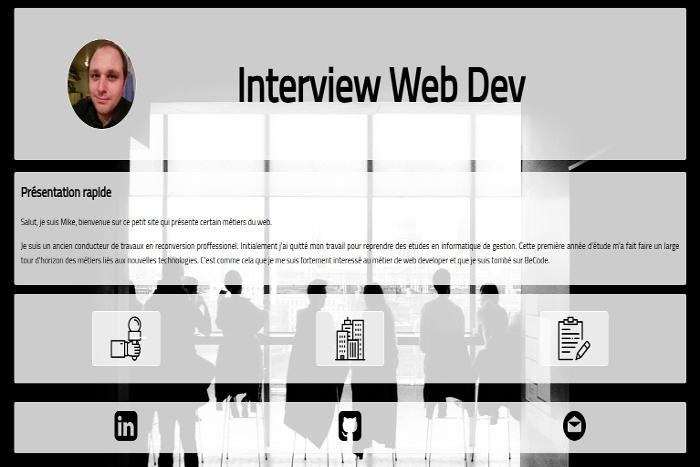 Interview Web Dev
Présentation rapide
Salut, je suis Mike, bienvenue sur ce petit site qui présente certain métiers du web.
Je suis un ancien conducteur de travaux en reconversion proffesionel. Initialement j'ai quitté mon travail pour reprendre des etudes en informatique de gestion. Cette première année d'étude m'a fait faire un large
tour d'horizon des métiers liés aux nouvelles technologies. C'est comme cela que je me suis fortement interessé au métier de web developer et que je suis tombé sur BeCode.
in